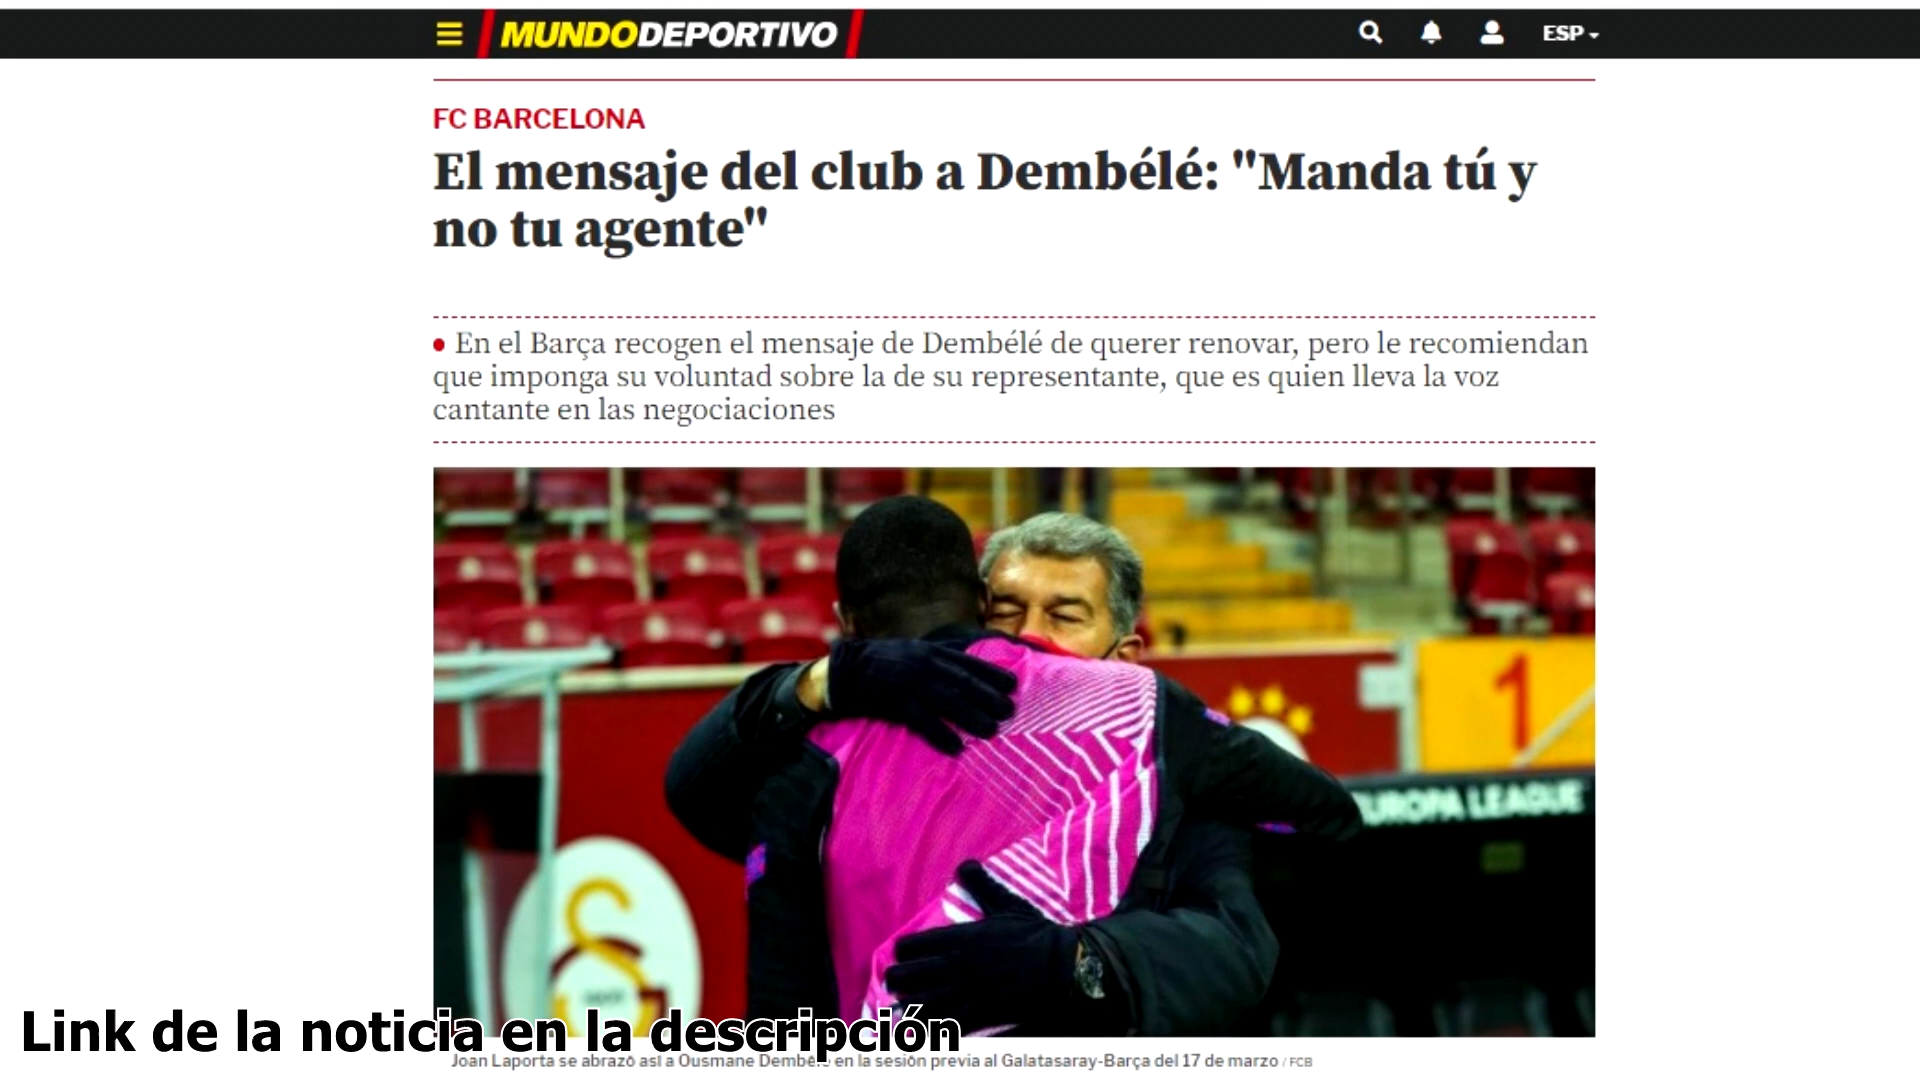 MUNDODEPORTIVO
ESP
FC BARCELONA
El mensaje del club a Dembélé: "Manda tú y
no tu agente"
• En el Barça recogen el mensaje de Dembélé de querer renovar, pero le recomiendan
que imponga su voluntad sobre la de su representante, que es quien lleva la voz
cantante en las negociaciones
1
EUROPA LEAGUE
Link de la noticia en la descripción
Joan Laporta se abrazó así a Ousmane Dembélé en la sesión previa al Galatasaray-Barça del 17 de marzo / FCB